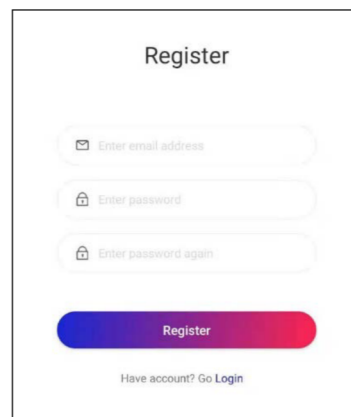 Register
Enter email address
Enter password
Enter password again
Register
Have account? Go Login